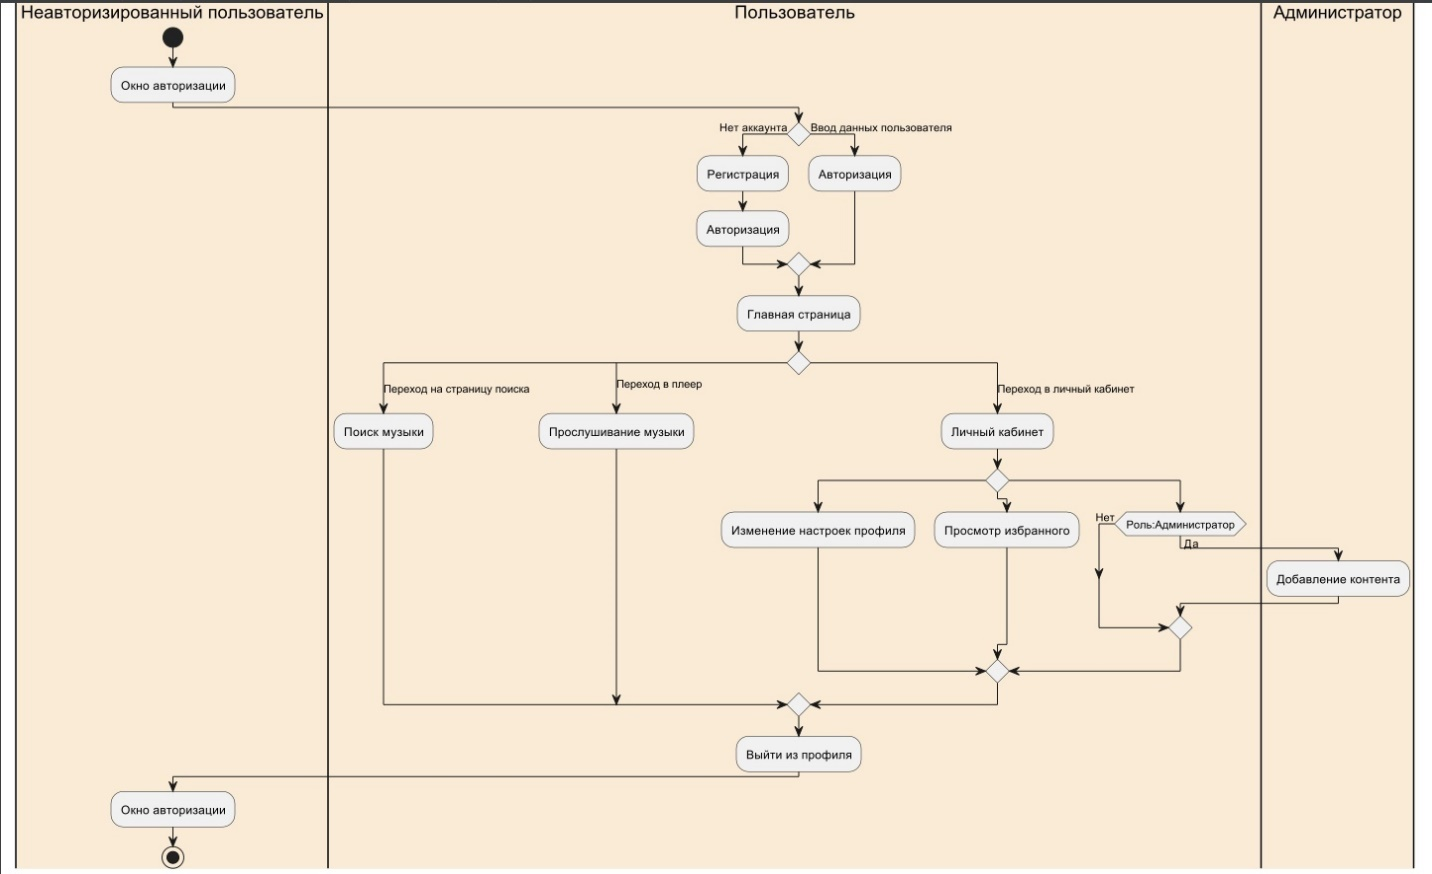 Неавторизированный пользователь
Пользователь
Администратор
Окно авторизации
Нет аккаунта
Ввод данных пользователя
Регистрация
Авторизация
Авторизация
Главная страница
Переход на страницу поиска
Переход в плеер
Переход в личный кабинет
Поиск музыки
Прослушивание музыки
Личный кабинет
Изменение настроек профиля
Просмотр избранного
Нет
Роль:Администратор
Да
Добавление контента
Выйти из профиля
Окно авторизации